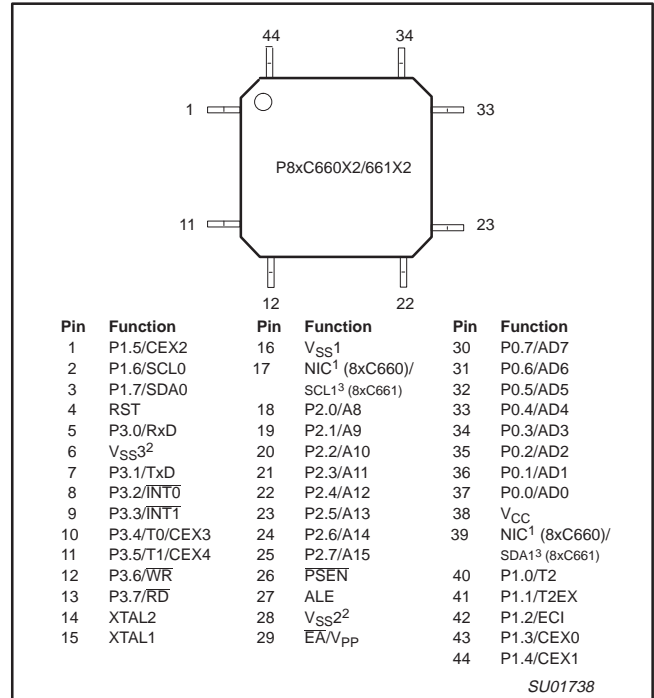 44 34
1 33
P8xC660X2/661X2
11 23
12 22
Pin Function Pin Function Pin Function
1 P1.5/CEX2 16 VSS1 30 P0.7/AD7
2 P1.6/SCL0 17 NIC1 (8xC660)/ 31 P0.6/AD6
3 P1.7/SDA0 SCL13 (8xC661) 32 P0.5/AD5
4 RST 18 P2.0/A8 33 P0.4/AD4
5 P3.0/RxD 19 P2.1/A9 34 P0.3/AD3
6 VSS32 20 P2.2/A10 35 P0.2/AD2
7 P3.1/TxD 21 P2.3/A11 36 P0.1/AD1
8 P3.2/INT0 22 P2.4/A12 37 P0.0/AD0
9 P3.3/INT1 23 P2.5/A13 38 VCC
10 P3.4/T0/CEX3 24 P2.6/A14 39 NIC1 (8xC660)/
11 P3.5/T1/CEX4 25 P2.7/A15 SDA13 (8xC661)
12 P3.6/WR 26 PSEN 40 P1.0/T2
13 P3.7/RD 27 ALE 41 P1.1/T2EX
14 XTAL2 28 VSS22 42 P1.2/ECI
15 XTAL1 29 EA/VPP 43 P1.3/CEX0
44 P1.4/CEX1
SU01738